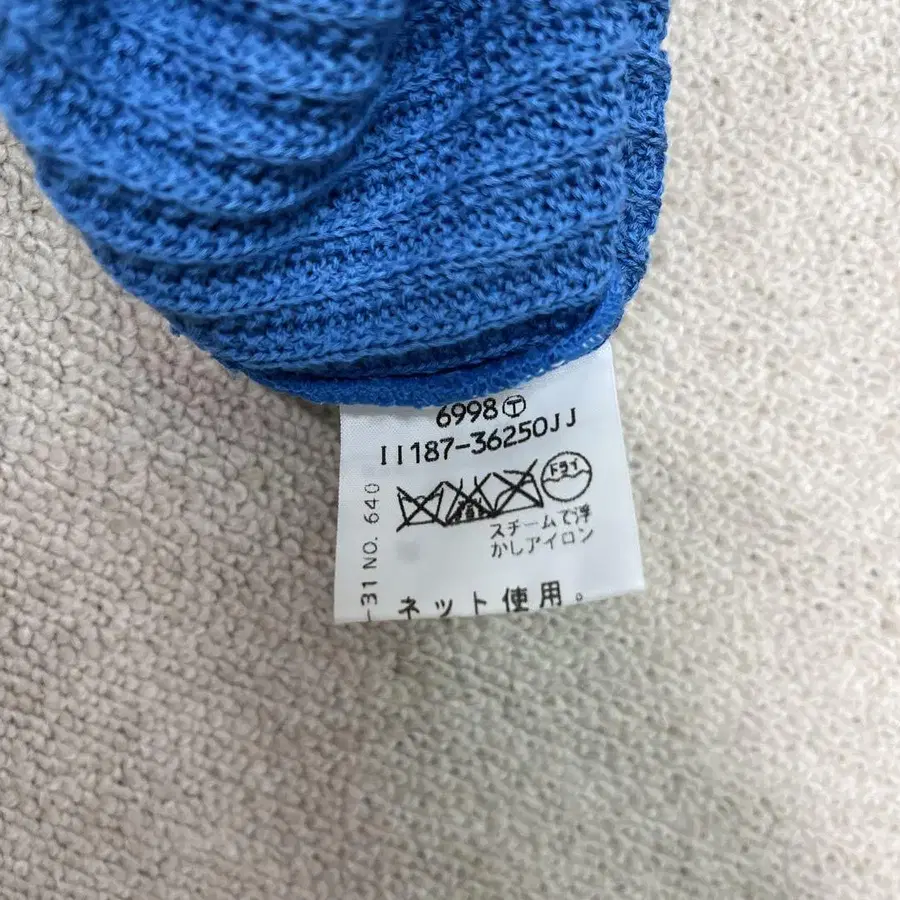 6998Ⓣ
II187-36250JJ
ドライ
スチームで浮
かしアイロン
ネット使用。
-31 NO. 640